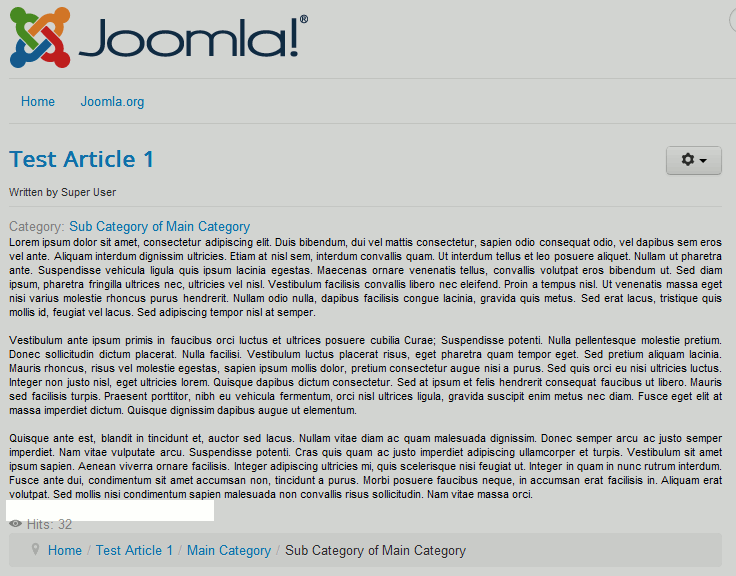 Joomla!®
Home Joomla.org
Test Article 1
Written by Super User
Category: Sub Category of Main Category
Lorem ipsum dolor sit amet, consectetur adipiscing elit. Duis bibendum, dui vel mattis consectetur, sapien odio consequat odio, vel dapibus sem eros
vel ante. Aliquam interdum dignissim ultricies. Etiam at nisl sem, interdum convallis quam. Ut interdum tellus et leo posuere aliquet. Nullam ut pharetra
ante. Suspendisse vehicula ligula quis ipsum lacinia egestas. Maecenas ornare venenatis tellus, convallis volutpat eros bibendum ut. Sed diam
ipsum, pharetra fringilla ultrices nec, ultricies vel nisl. Vestibulum facilisis convallis libero nec eleifend. Proin a tempus nisl. Ut venenatis massa eget
nisi varius molestie rhoncus purus hendrerit. Nullam odio nulla, dapibus facilisis congue lacinia, gravida quis metus. Sed erat lacus, tristique quis
mollis id, feugiat vel lacus. Sed adipiscing tempor nisl at semper.
Vestibulum ante ipsum primis in faucibus orci luctus et ultrices posuere cubilia Curae; Suspendisse potenti. Nulla pellentesque molestie pretium.
Donec sollicitudin dictum placerat. Nulla facilisi. Vestibulum luctus placerat risus, eget pharetra quam tempor eget. Sed pretium aliquam lacinia.
Mauris rhoncus, risus vel molestie egestas, sapien ipsum mollis dolor, pretium consectetur augue nisi a purus. Sed quis orci eu nisi ultricies luctus.
Integer non justo nisl, eget ultricies lorem. Quisque dapibus dictum consectetur. Sed at ipsum et felis hendrerit consequat faucibus ut libero. Mauris
sed facilisis turpis. Praesent porttitor, nibh eu vehicula fermentum, orci nisl ultrices ligula, gravida suscipit enim metus nec diam. Fusce eget elit at
massa imperdiet dictum. Quisque dignissim dapibus augue ut elementum.
Quisque ante est, blandit in tincidunt et, auctor sed lacus. Nullam vitae diam ac quam malesuada dignissim. Donec semper arcu ac justo semper
imperdiet. Nam vitae vulputate arcu. Suspendisse potenti. Cras quis quam ac justo imperdiet adipiscing ullamcorper et turpis. Vestibulum sit amet
ipsum sapien. Aenean viverra ornare facilisis. Integer adipiscing ultricies mi, quis scelerisque nisi feugiat ut. Integer in quam in nunc rutrum interdum.
Fusce ante dui, condimentum sit amet accumsan non, tincidunt a purus. Morbi posuere faucibus neque, in accumsan erat facilisis in. Aliquam erat
volutpat. Sed mollis nisi condimentum sapien malesuada non convallis risus sollicitudin. Nam vitae massa orci.
Hits: 32
Home / Test Article 1 / Main Category / Sub Category of Main Category